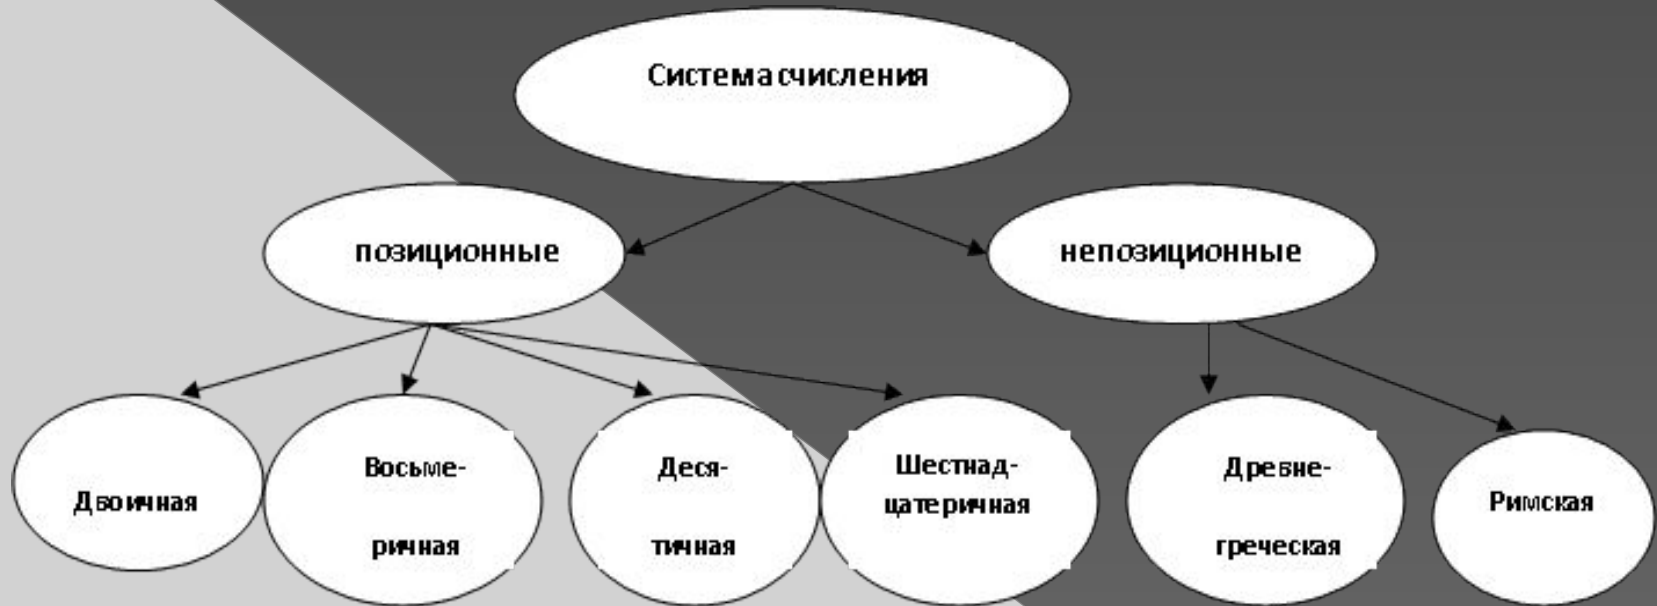 Система счисления
позиционные
непозиционные
Двоичная
Восьме-
ричная
Деся-
тичная
Шестнад-
цатеричная
Древне-
греческая
Римская